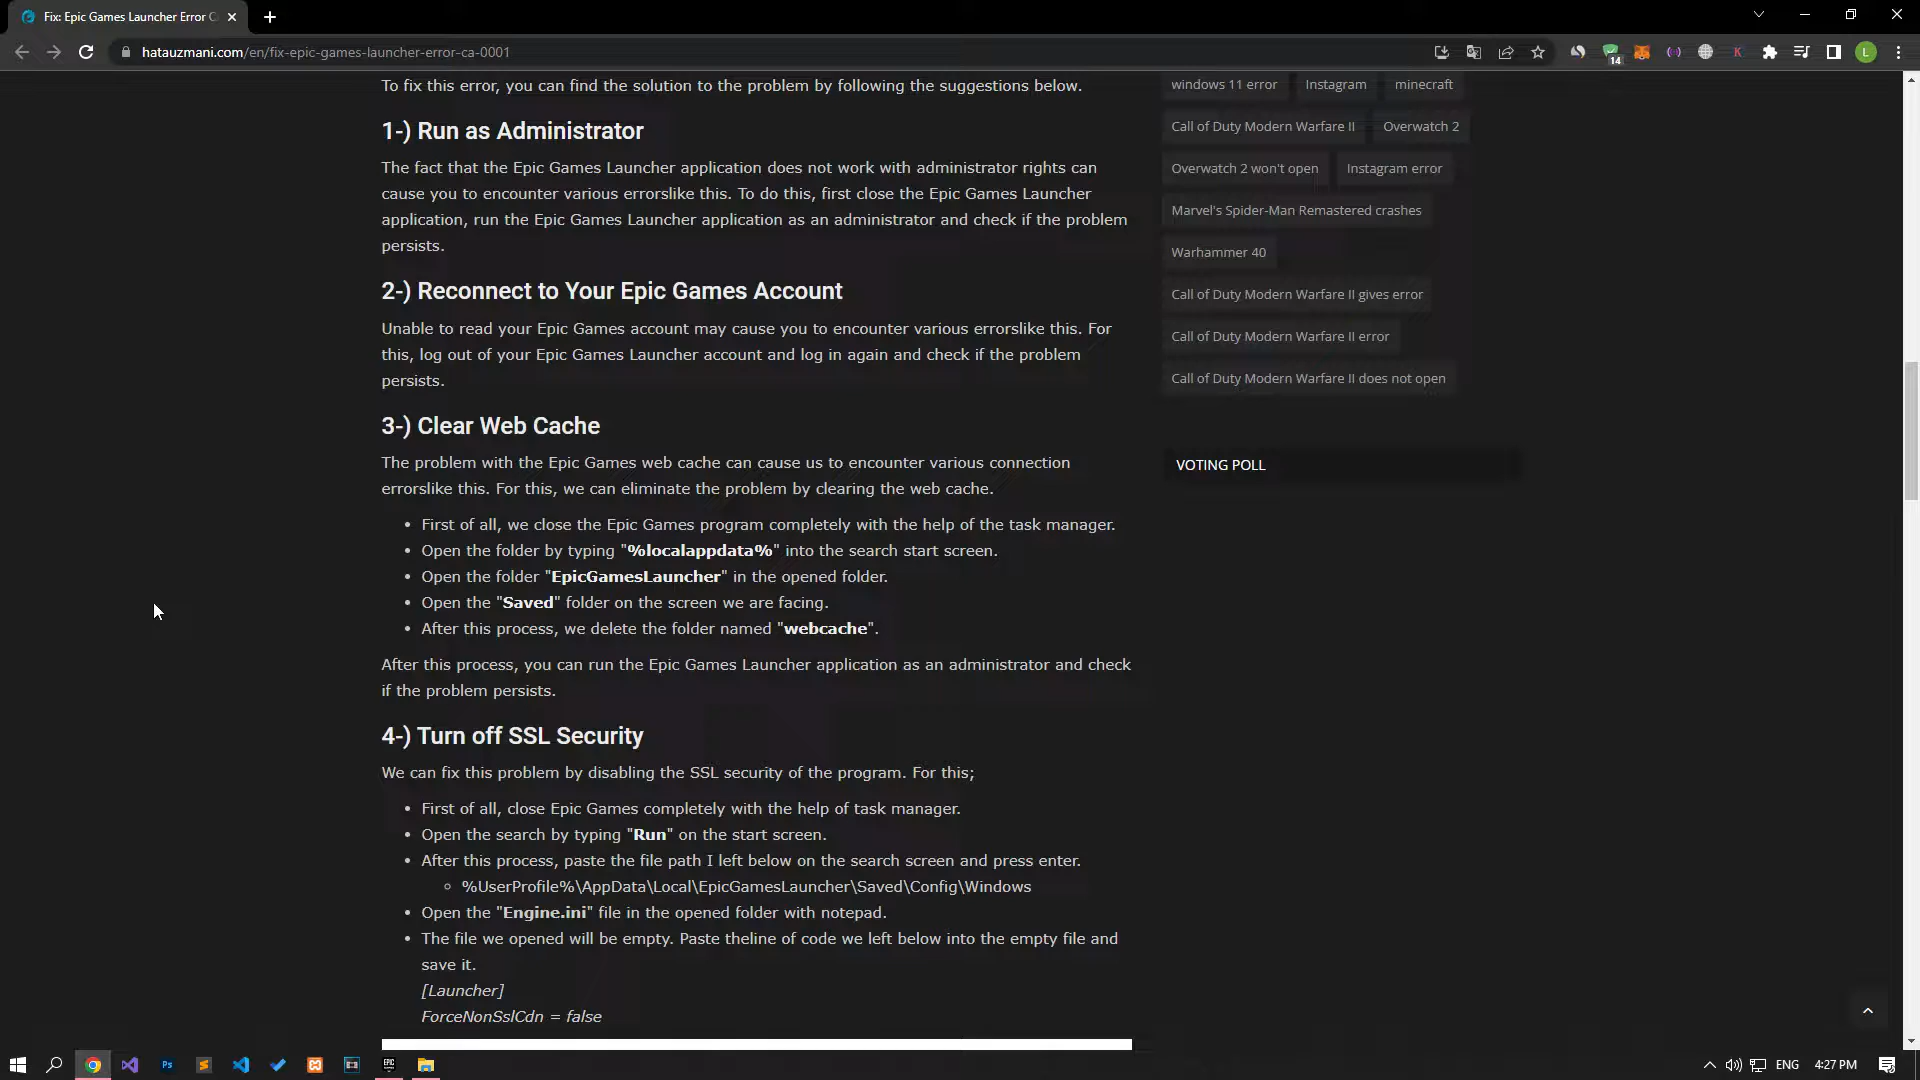 Fix: Epic Games Launcher Error C
hatauzmani.com/en/fix-epic-games-launcher-error-ca-0001
14
K
L
To fix this error, you can find the solution to the problem by following the suggestions below.
1-) Run as Administrator
The fact that the Epic Games Launcher application does not work with administrator rights can
cause you to encounter various errorslike this. To do this, first close the Epic Games Launcher
application, run the Epic Games Launcher application as an administrator and check if the problem
persists.
2-) Reconnect to Your Epic Games Account
Unable to read your Epic Games account may cause you to encounter various errorslike this. For
this, log out of your Epic Games Launcher account and log in again and check if the problem
persists.
3-) Clear Web Cache
The problem with the Epic Games web cache can cause us to encounter various connection
errorslike this. For this, we can eliminate the problem by clearing the web cache.
• First of all, we close the Epic Games program completely with the help of the task manager.
• Open the folder by typing "%localappdata%" into the search start screen.
• Open the folder "EpicGamesLauncher" in the opened folder.
• Open the "Saved" folder on the screen we are facing.
• After this process, we delete the folder named "webcache".
After this process, you can run the Epic Games Launcher application as an administrator and check
if the problem persists.
4-) Turn off SSL Security
We can fix this problem by disabling the SSL security of the program. For this;
• First of all, close Epic Games completely with the help of task manager.
• Open the search by typing "Run" on the start screen.
• After this process, paste the file path I left below on the search screen and press enter.
◦ %UserProfile%\AppData\Local\EpicGamesLauncher\Saved\Config\Windows
• Open the "Engine.ini" file in the opened folder with notepad.
• The file we opened will be empty. Paste theline of code we left below into the empty file and
save it.
[Launcher]
ForceNonSslCdn = false
windows 11 error
Instagram
minecraft
Call of Duty Modern Warfare II
Overwatch 2
Overwatch 2 won't open
Instagram error
Marvel's Spider-Man Remastered crashes
Warhammer 40
Call of Duty Modern Warfare II gives error
Call of Duty Modern Warfare II error
Call of Duty Modern Warfare II does not open
VOTING POLL
Ps
EPIC
ENG
4:27 PM